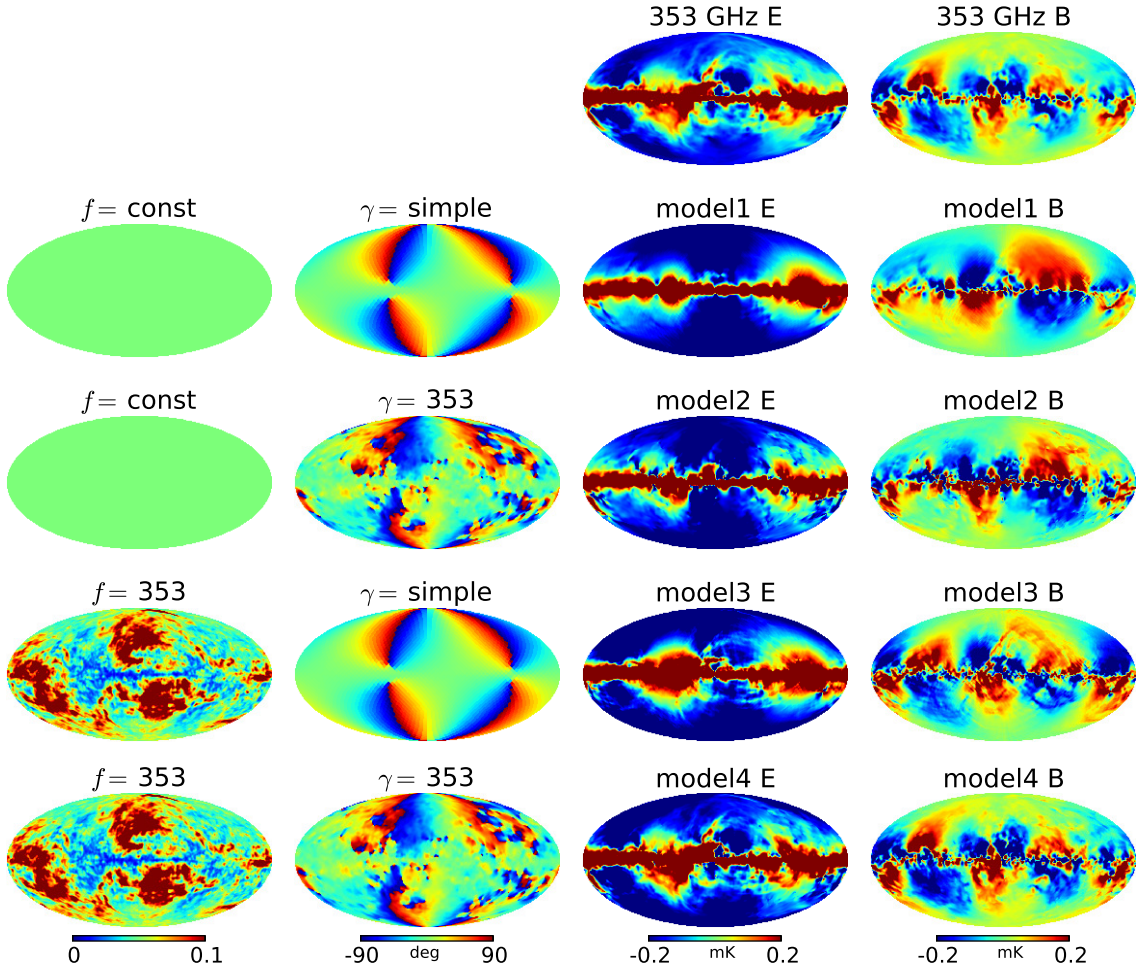 353 GHz E 353 GHz B
f = const γ = simple model1 E model1 B
f = const γ = 353 model2 E model2 B
f = 353 γ = simple model3 E model3 B
f = 353 γ = 353 model4 E model4 B
0 0.1 -90 deg 90 -0.2 mK 0.2 -0.2 mK 0.2